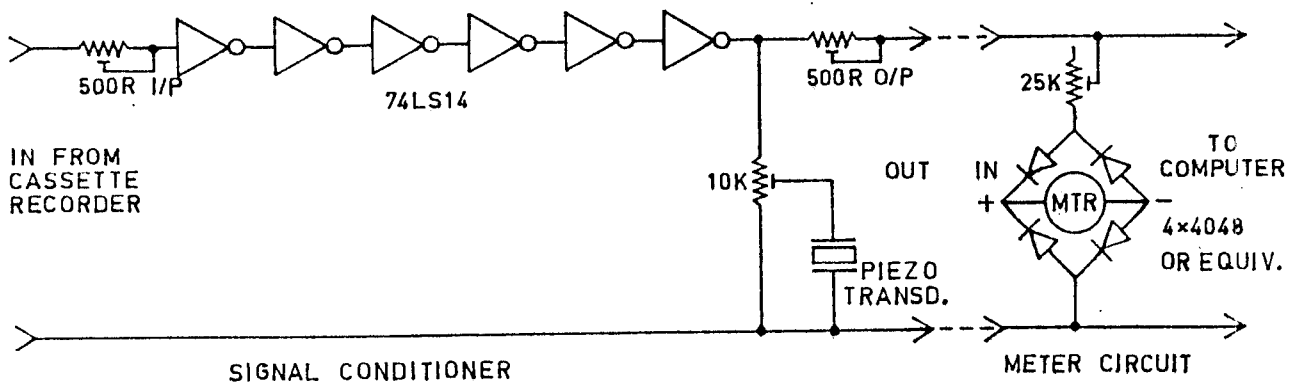 500R I/P
74LS14
500R O/P
25K
IN FROM
CASSETTE
RECORDER
10K
OUT
IN
+
MTR
-
TO
COMPUTER
4×4048
OR EQUIV.
PIEZO
TRANSD.
SIGNAL CONDITIONER
METER CIRCUIT